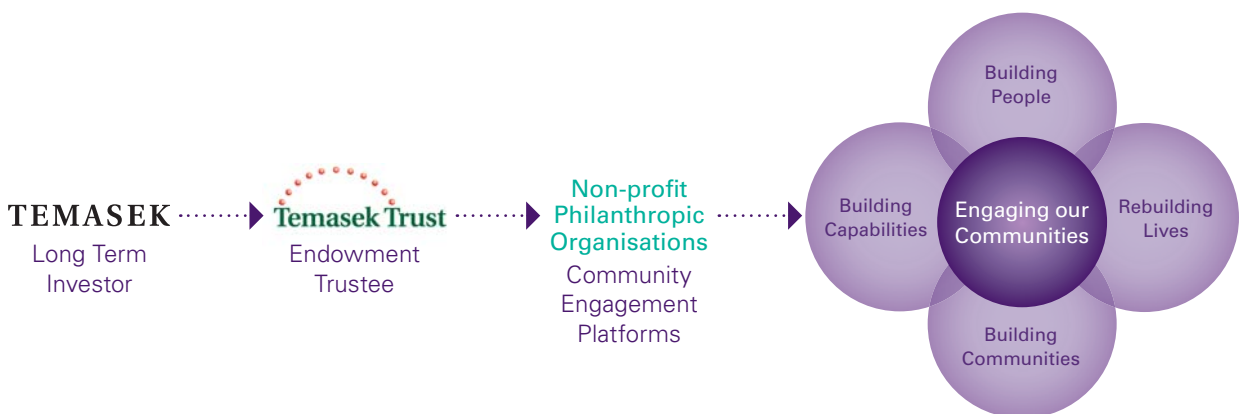 TEMASEK
Long Term
Investor
Temasek Trust
Endowment
Trustee
Non-profit
Philanthropic
Organisations
Community
Engagement
Platforms
Building
People
Building
Capabilities
Engaging our
Communities
Rebuilding
Lives
Building
Communities